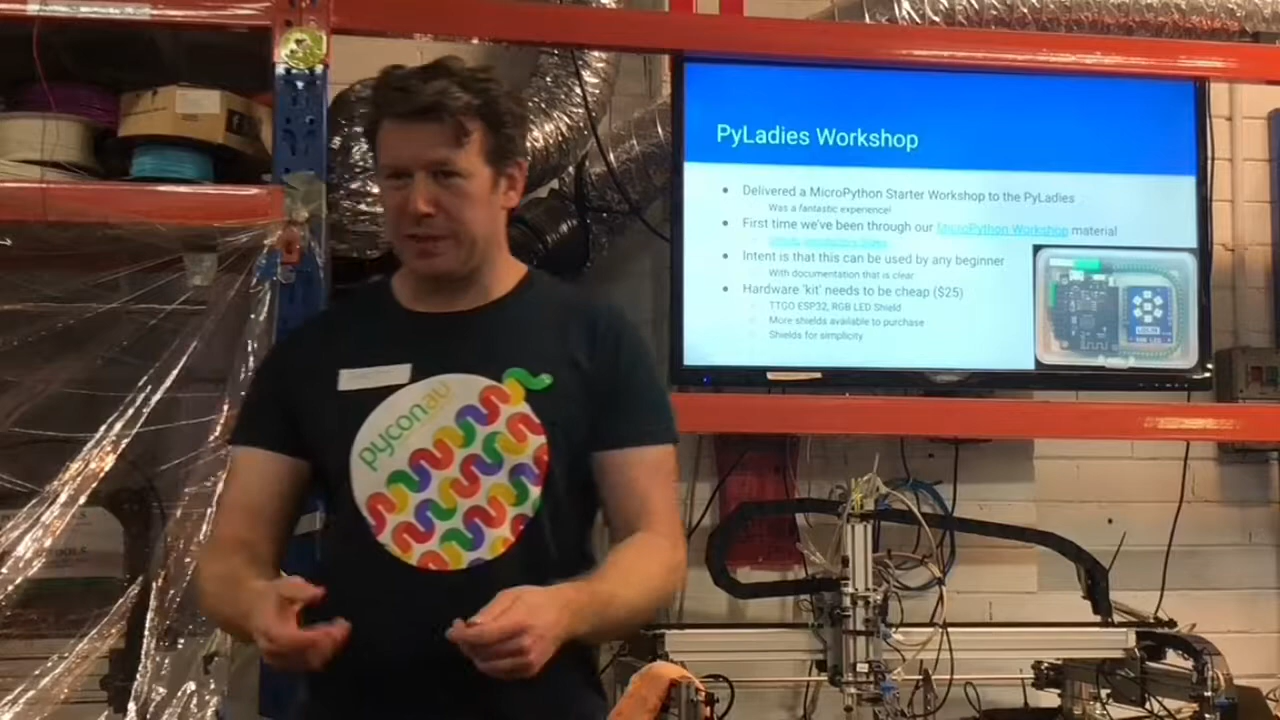 PyLadies Workshop
Delivered a MicroPython Starter Workshop to the PyLadies
Was a fantastic experience!
First time we've been through our MicroPython Workshop material
Intent is that this can be used by any beginner
With documentation that is clear
Hardware 'kit' needs to be cheap ($25)
TTGO ESP32, RGB LED Shield
More shields available to purchase
Shields for simplicity
pyconau